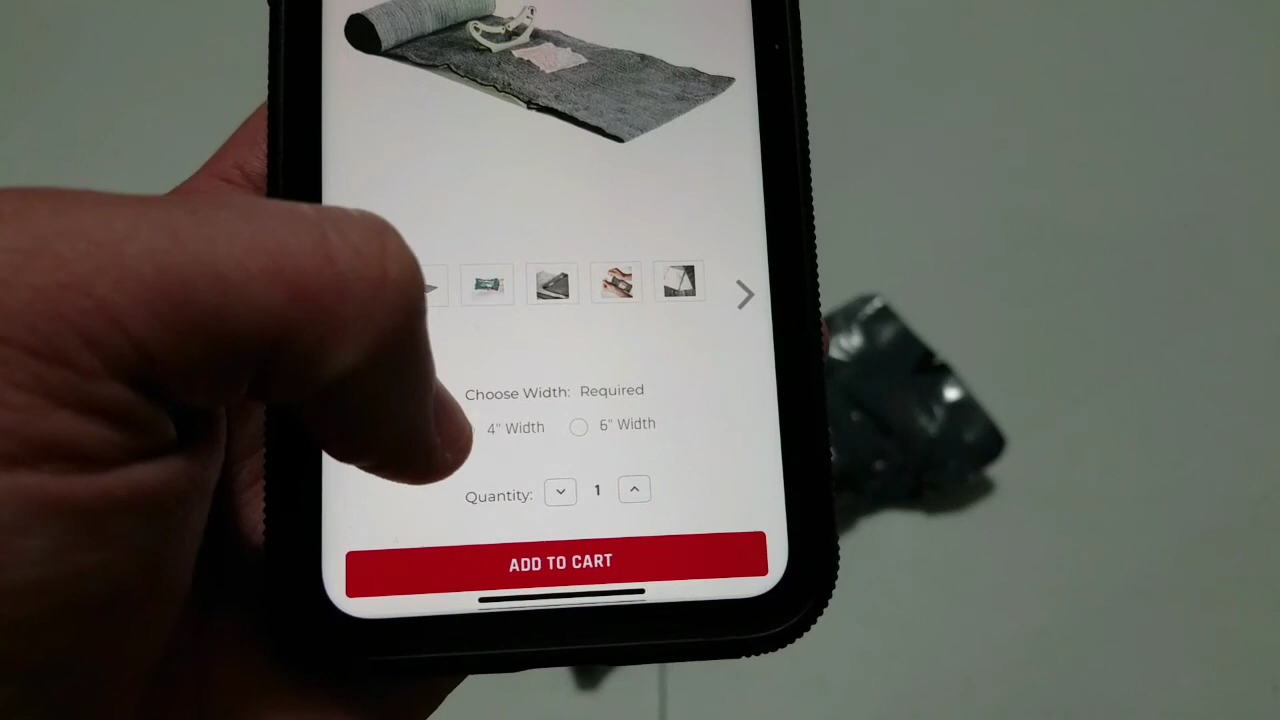 Choose Width: Required
4" Width 6" Width
Quantity: 1
ADD TO CART